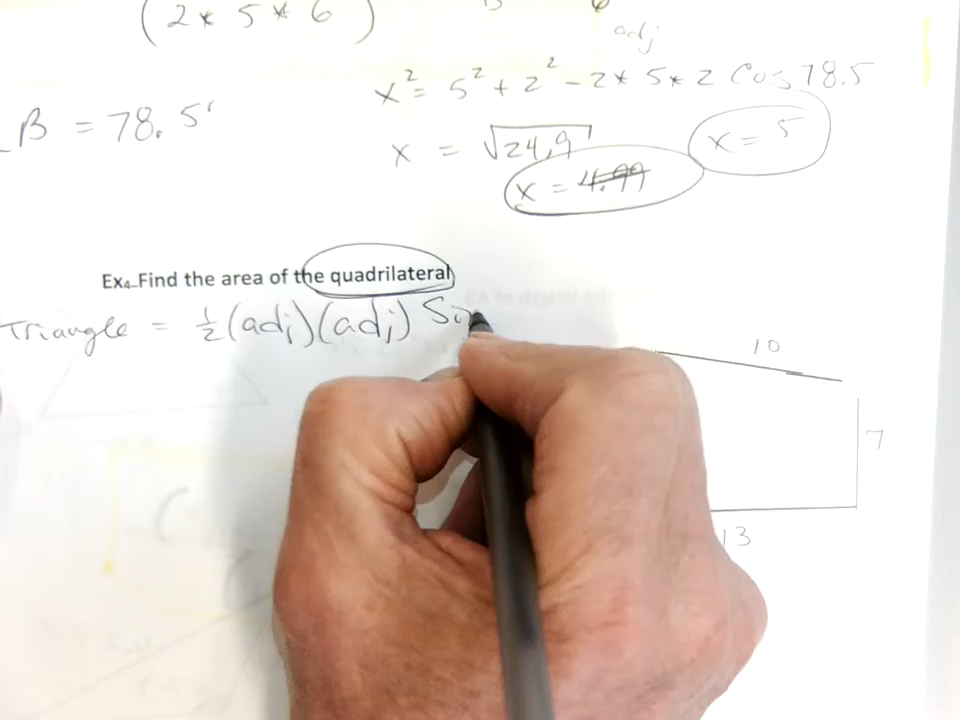 (2 * 5 * 6)
adj
x² = 5² + 2² - 2 * 5 * 2 Cos 78.5
B = 78.5°
x = √24.9
x = 5
x = 4.99
Ex4 Find the area of the quadrilateral
Triangle = ½ (adj)(adj) Si
10
7
13